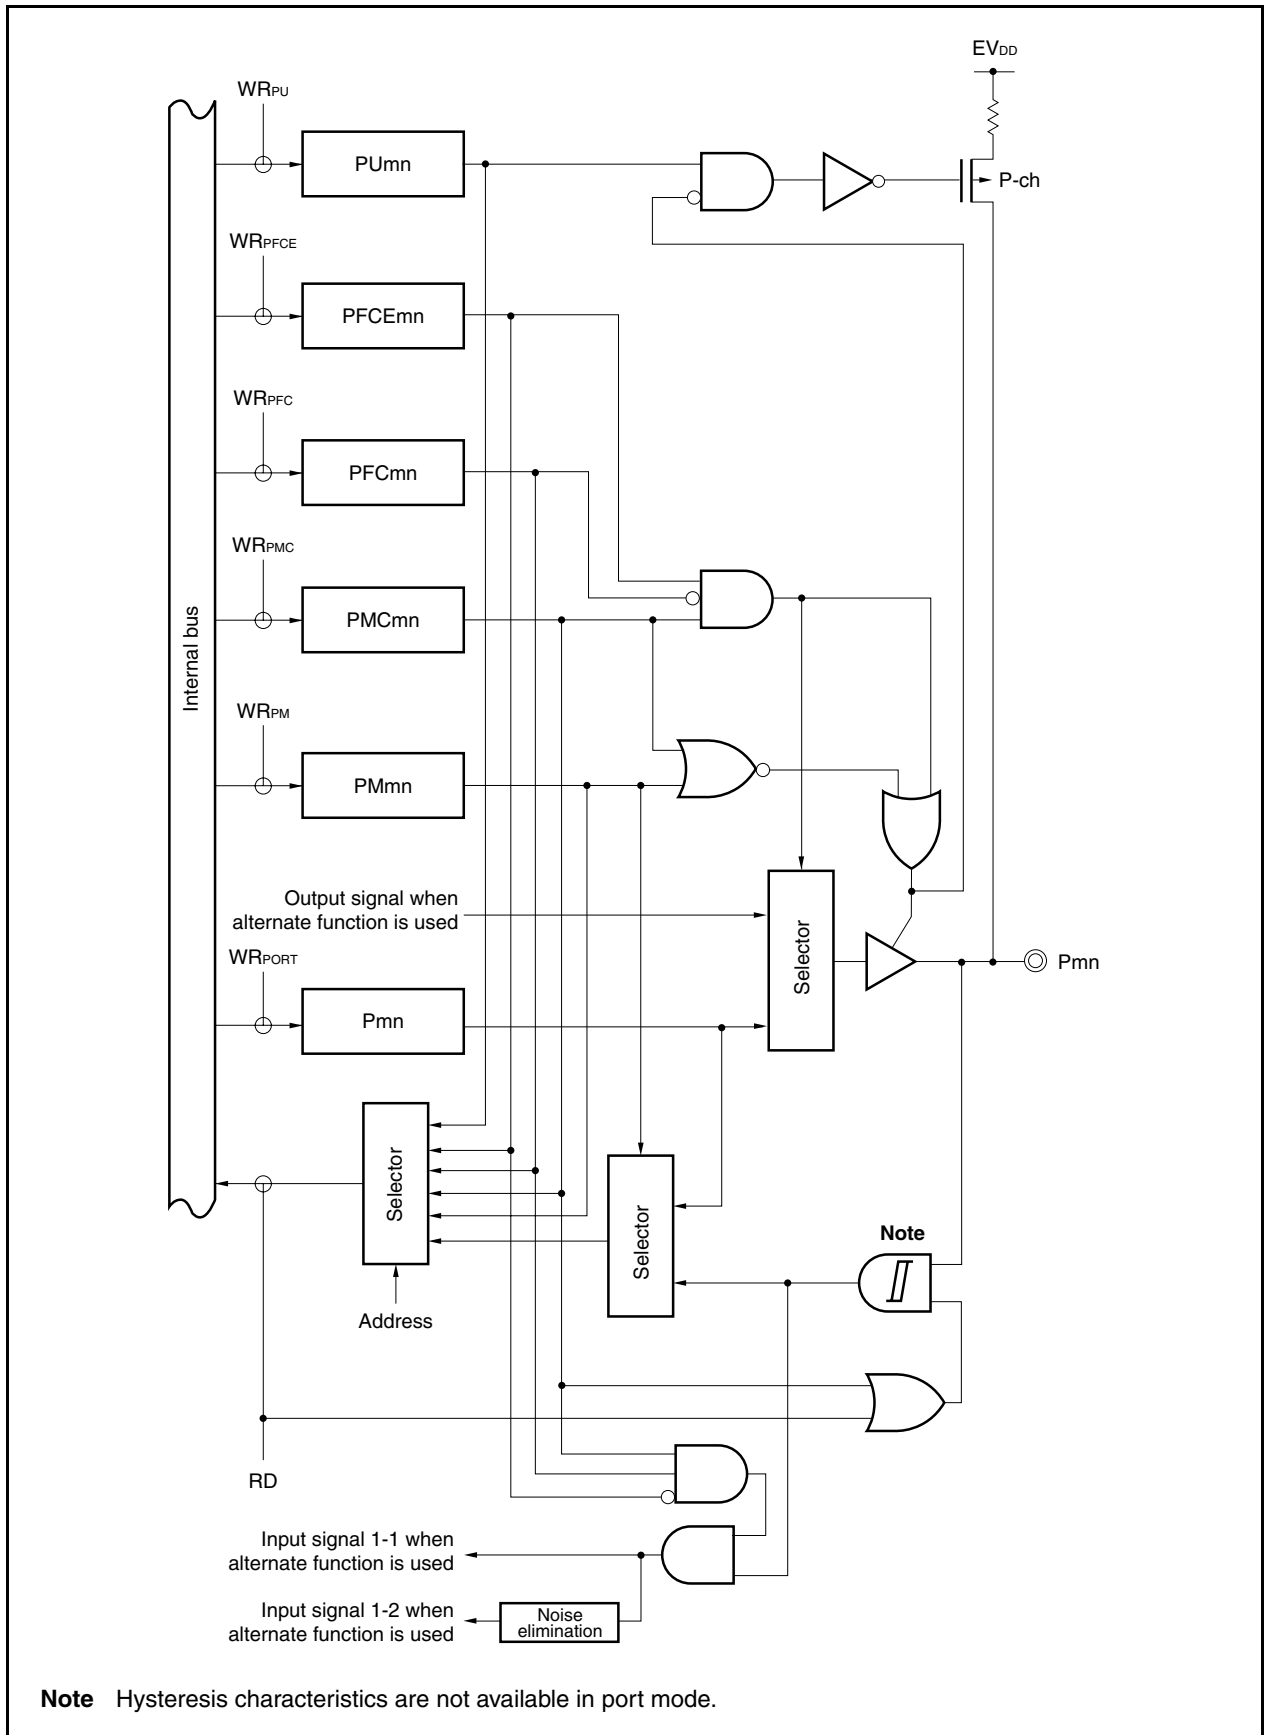 EVDD
WRPU
PUmn
P-ch
WRPFCE
PFCEmn
WRPFC
PFCmn
WRPMC
PMCmn
Internal bus
WRPM
PMmn
Output signal when
alternate function is used
Selector
WRPORT
Pmn
Pmn
Selector
Selector
Note
Address
RD
Input signal 1-1 when
alternate function is used
Input signal 1-2 when
alternate function is used
Noise
elimination
Note Hysteresis characteristics are not available in port mode.